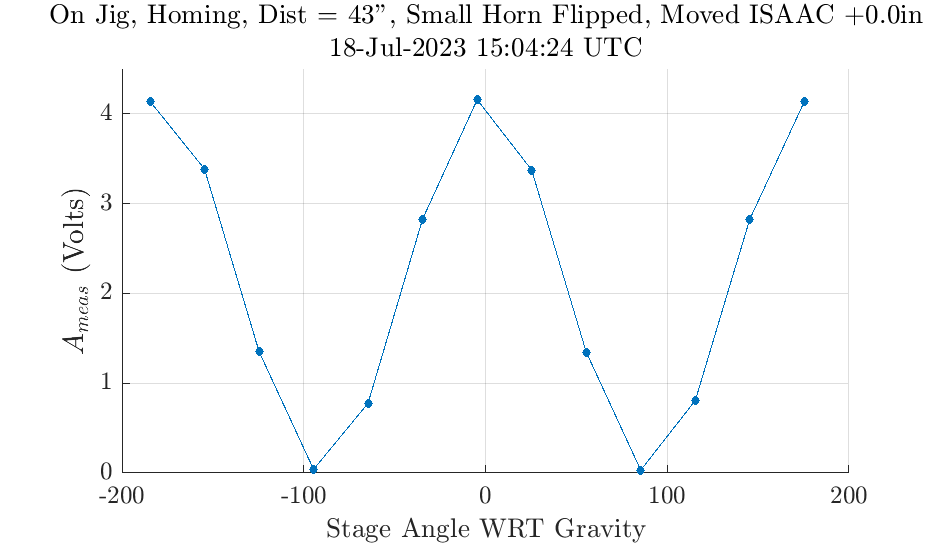 On Jig, Homing, Dist = 43", Small Horn Flipped, Moved ISAAC +0.0in
18-Jul-2023 15:04:24 UTC
4
3
2
1
0
A_meas (Volts)
-200 -100 0 100 200
Stage Angle WRT Gravity